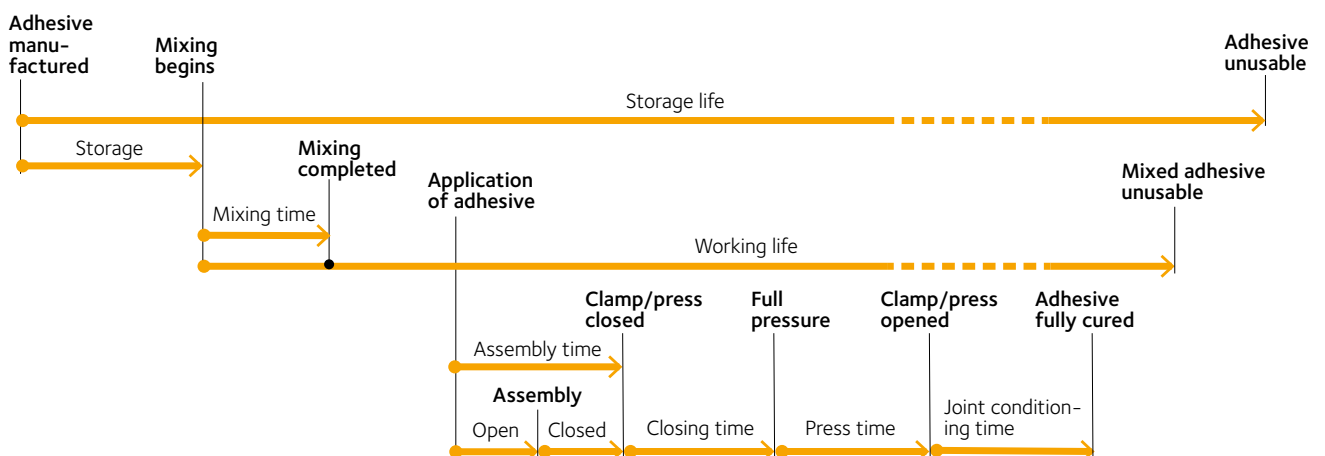 Adhesive
manu-
factured
Mixing
begins
Adhesive
unusable
Storage life
Storage
Mixing
completed
Mixed adhesive
unusable
Application
of adhesive
Mixing time
Working life
Clamp/press
closed
Full
pressure
Clamp/press
opened
Adhesive
fully cured
Assembly time
Assembly
Open
Closed
Closing time
Press time
Joint condition-
ing time